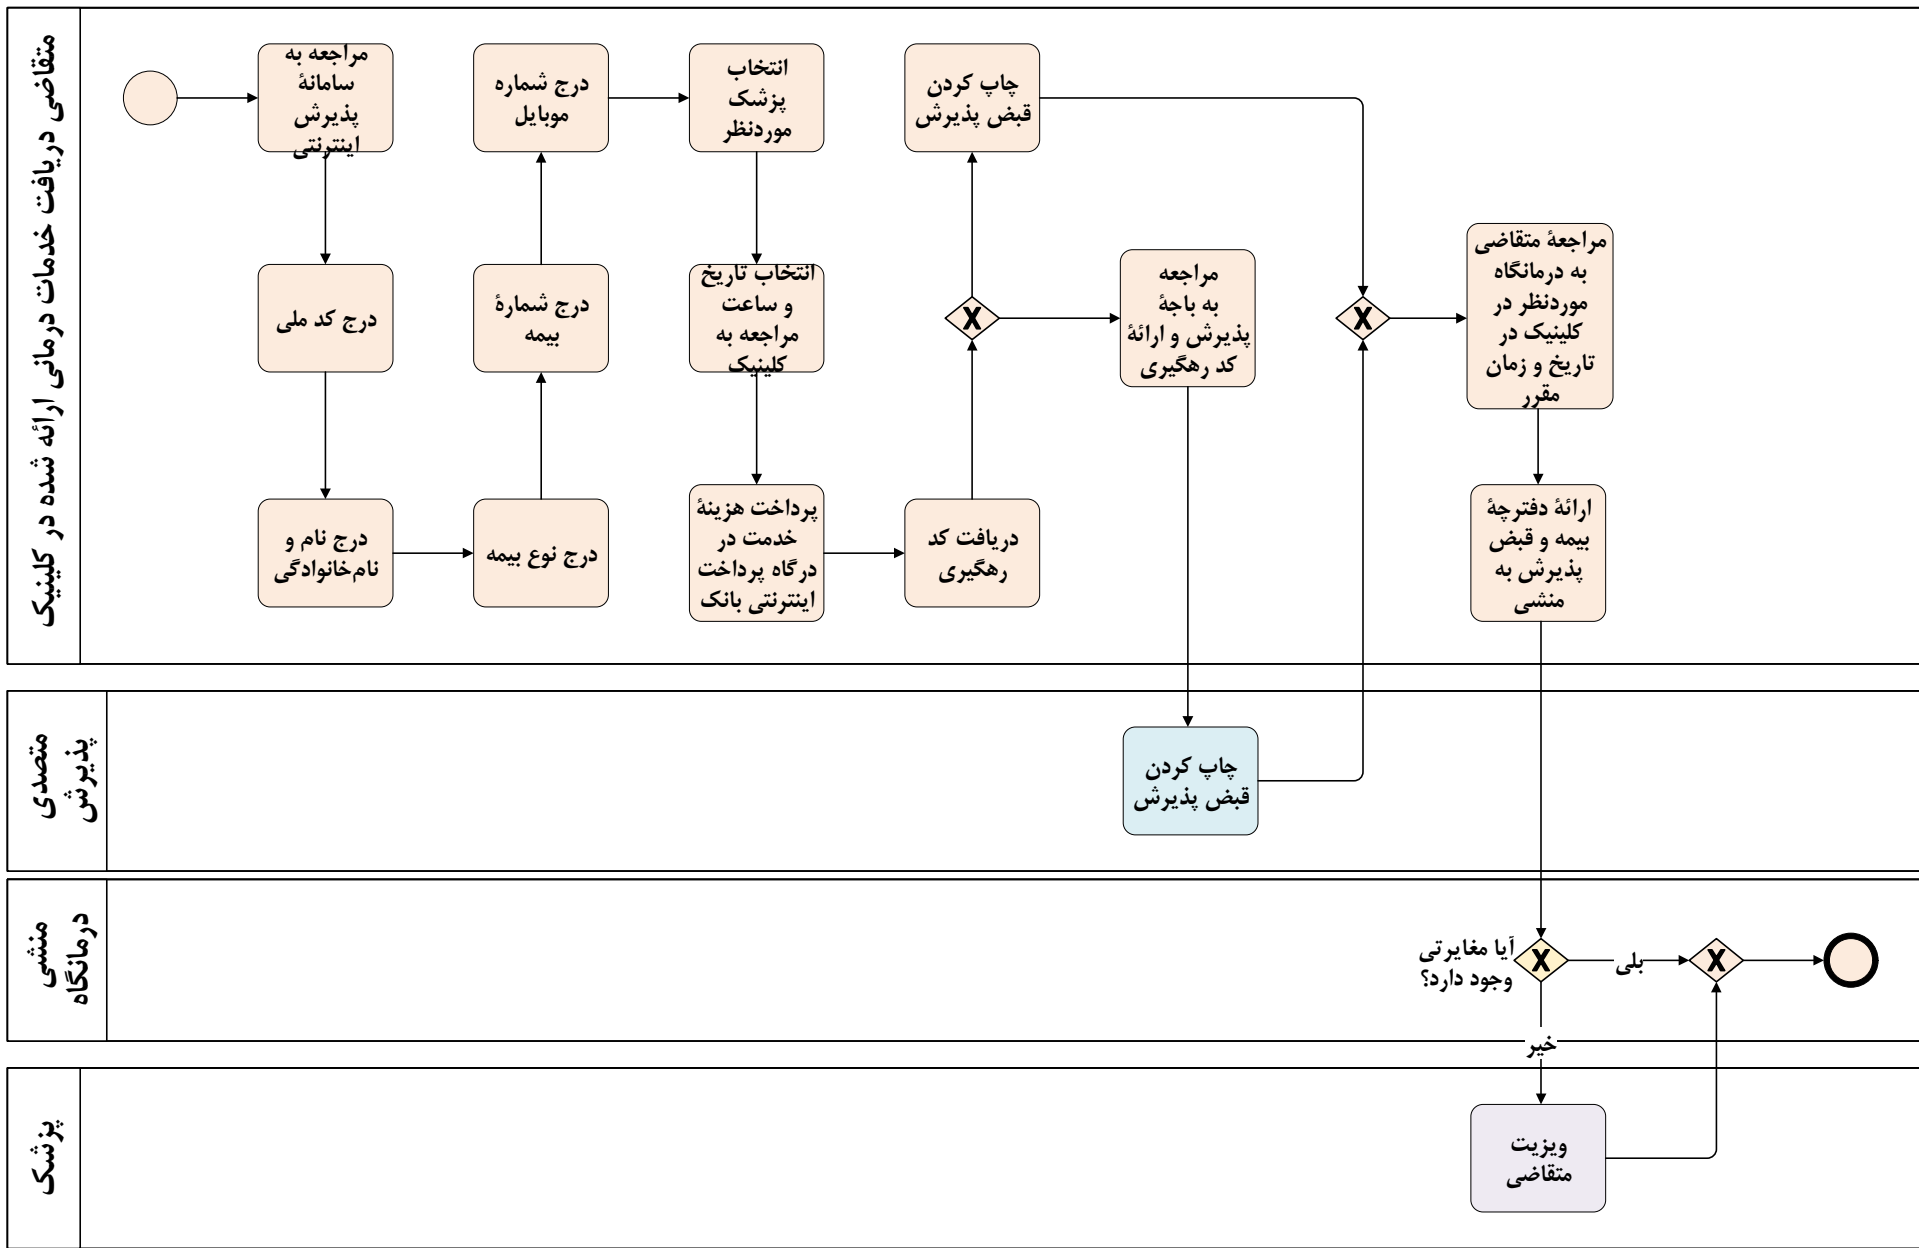 متقاضی دریافت خدمات درمانی ارائه شده در کلینیک
مراجعه به
سامانهٔ
پذیرش
اینترنتی
درج کد ملی
درج نام و
نام‌خانوادگی
درج نوع بیمه
درج شمارهٔ
بیمه
درج شماره
موبایل
انتخاب
پزشک
موردنظر
انتخاب تاریخ
و ساعت
مراجعه به
کلینیک
پرداخت هزینهٔ
خدمت در
درگاه پرداخت
اینترنتی بانک
دریافت کد
رهگیری
X
چاپ کردن
قبض پذیرش
مراجعه
به باجهٔ
پذیرش و ارائهٔ
کد رهگیری
X
مراجعهٔ متقاضی
به درمانگاه
موردنظر در
کلینیک در
تاریخ و زمان
مقرر
ارائهٔ دفترچهٔ
بیمه و قبض
پذیرش به
منشی
متصدی
پذیرش
چاپ کردن
قبض پذیرش
منشی
درمانگاه
آیا مغایرتی
وجود دارد؟
X
بلی
X
خیر
پزشک
ویزیت
متقاضی